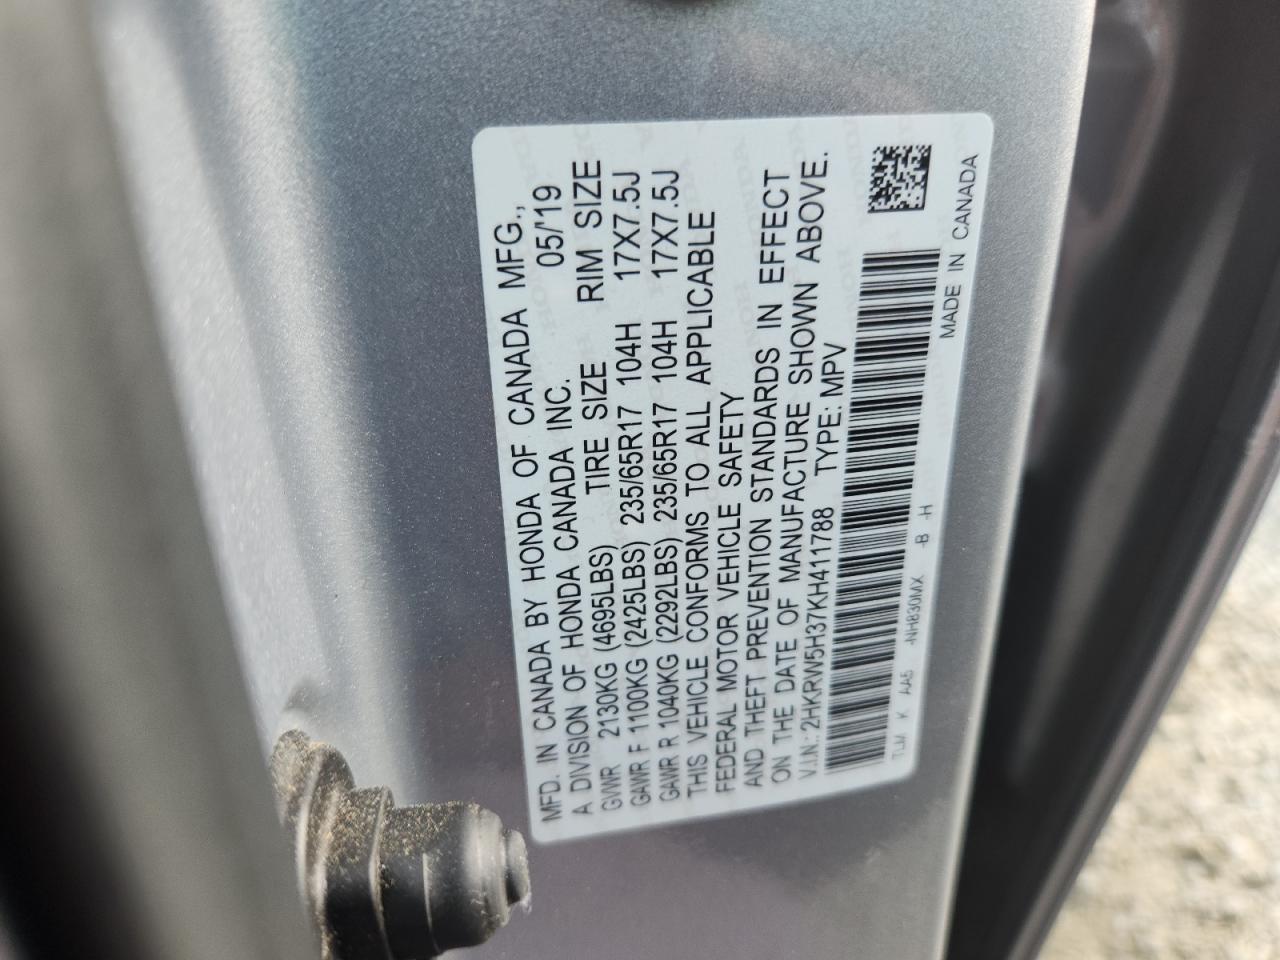 MFD. IN CANADA BY HONDA OF CANADA MFG.,
A DIVISION OF HONDA CANADA INC. 05/'19
GVWR 2130KG (4695LBS) TIRE SIZE RIM SIZE
GAWR F 1100KG (2425LBS) 235/65R17 104H 17X7.5J
GAWR R 1040KG (2292LBS) 235/65R17 104H 17X7.5J
THIS VEHICLE CONFORMS TO ALL APPLICABLE
FEDERAL MOTOR VEHICLE SAFETY
AND THEFT PREVENTION STANDARDS IN EFFECT
ON THE DATE OF MANUFACTURE SHOWN ABOVE.
V.I.N.: 2HKRW5H37KH411788 TYPE: MPV
K AA5 -NH830MX -B -H
MADE IN CANADA